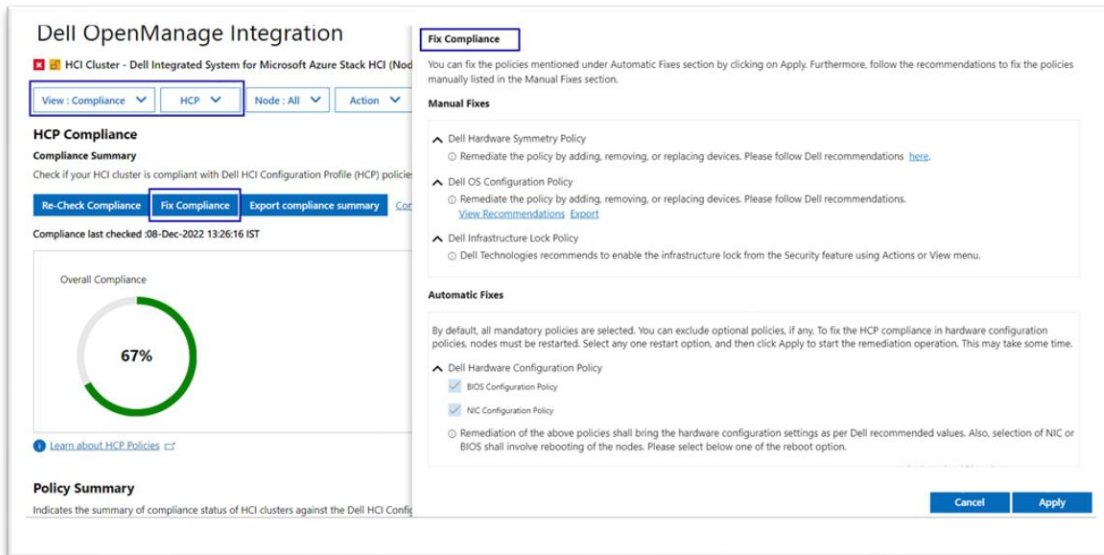 Dell OpenManage Integration
HCI Cluster - Dell Integrated System for Microsoft Azure Stack HCI (Nod
View : Compliance
HCP
Node : All
Action
HCP Compliance
Compliance Summary
Check if your HCI cluster is compliant with Dell HCI Configuration Profile (HCP) policie
Re-Check Compliance
Fix Compliance
Export compliance summary
Compliance last checked :08-Dec-2022 13:26:16 IST
Overall Compliance
67%
Learn about HCP Policies
Policy Summary
Indicates the summary of compliance status of HCI clusters against the Dell HCI Config
Fix Compliance
You can fix the policies mentioned under Automatic Fixes section by clicking on Apply. Furthermore, follow the recommendations to fix the policies
manually listed in the Manual Fixes section.
Manual Fixes
Dell Hardware Symmetry Policy
Remediate the policy by adding, removing, or replacing devices. Please follow Dell recommendations here.
Dell OS Configuration Policy
Remediate the policy by adding, removing, or replacing devices. Please follow Dell recommendations.
View Recommendations Export
Dell Infrastructure Lock Policy
Dell Technologies recommends to enable the infrastructure lock from the Security feature using Actions or View menu.
Automatic Fixes
By default, all mandatory policies are selected. You can exclude optional policies, if any. To fix the HCP compliance in hardware configuration
policies, nodes must be restarted. Select any one restart option, and then click Apply to start the remediation operation. This may take some time.
Dell Hardware Configuration Policy
BIOS Configuration Policy
NIC Configuration Policy
Remediation of the above policies shall bring the hardware configuration settings as per Dell recommended values. Also, selection of NIC or
BIOS shall involve rebooting of the nodes. Please select below one of the reboot option.
Cancel
Apply